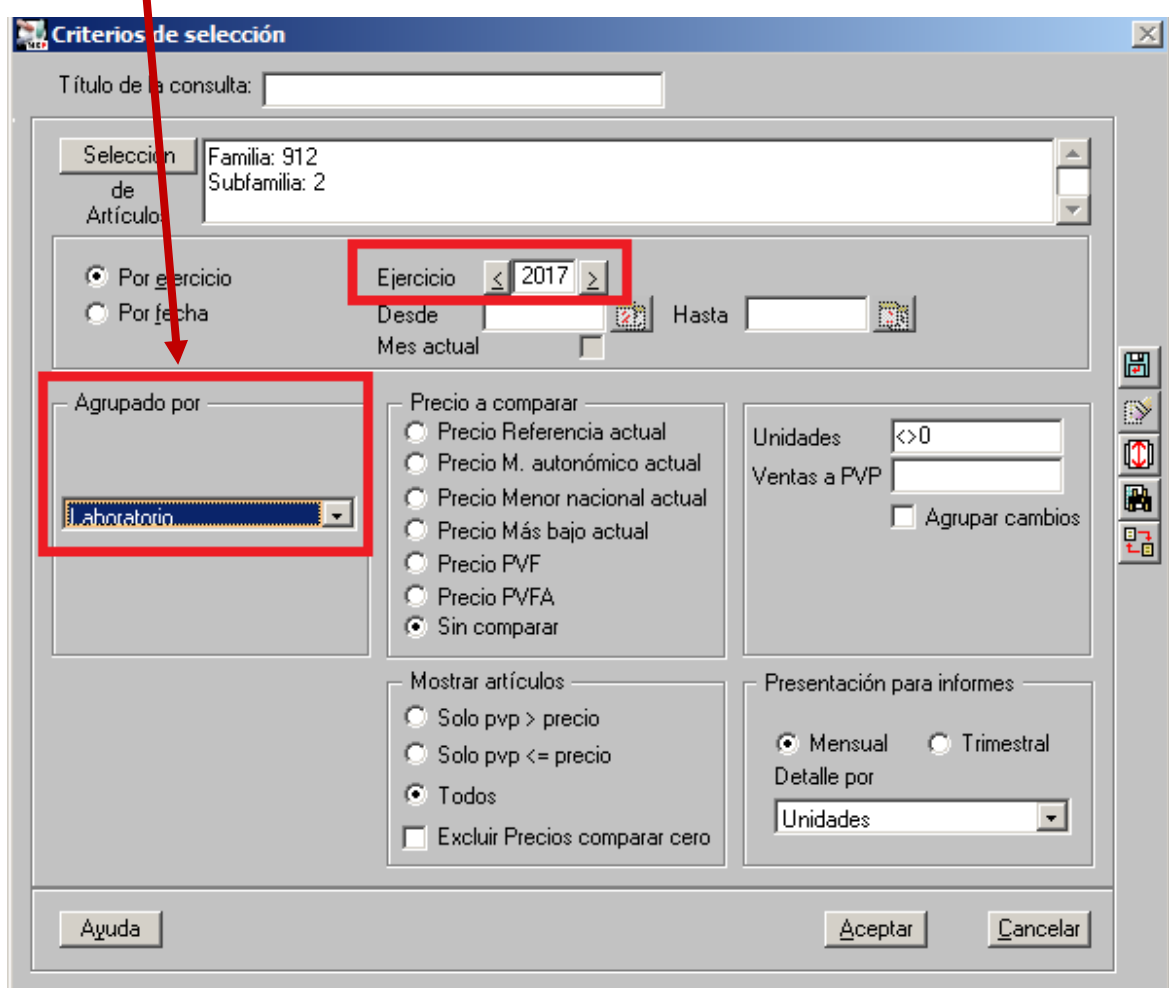 Criterios de selección
Título de la consulta:
Selección
de
Artículos
Familia: 912
Subfamilia: 2
Por ejercicio
Ejercicio < 2017 >
Por fecha
Desde
Hasta
Mes actual
Agrupado por
Laboratorio
Precio a comparar
Precio Referencia actual
Precio M. autonómico actual
Precio Menor nacional actual
Precio Más bajo actual
Precio PVF
Precio PVFA
Sin comparar
Unidades <>0
Ventas a PVP
Agrupar cambios
Mostrar artículos
Solo pvp > precio
Solo pvp <= precio
Todos
Excluir Precios comparar cero
Presentación para informes
Mensual
Trimestral
Detalle por
Unidades
Ayuda
Aceptar
Cancelar